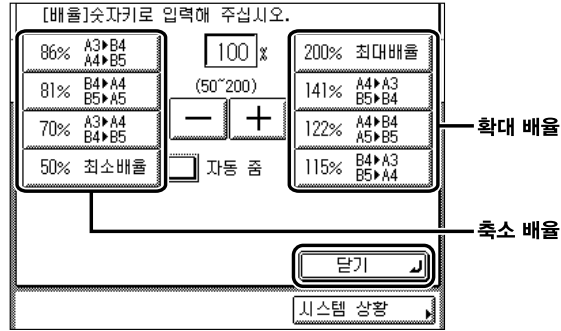 [배율]숫자키로 입력해 주십시오.
86% A3▶B4 A4▶B5
100 %
200% 최대배율
81% B4▶A4 B5▶A5
(50~200)
141% A4▶A3 B5▶B4
70% A3▶A4 B4▶B5
− +
122% A4▶B4 A5▶B5
확대 배율
50% 최소배율
자동 줌
115% B4▶A3 B5▶A4
축소 배율
닫기
시스템 상황